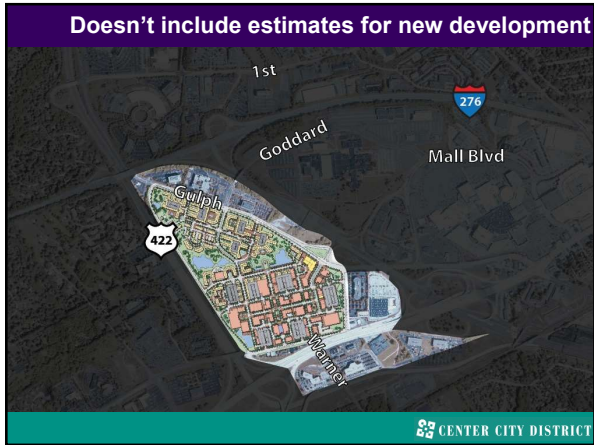 Doesn't include estimates for new development
1st
276
Goddard
Mall Blvd
Gulph
422
Warner
CENTER CITY DISTRICT